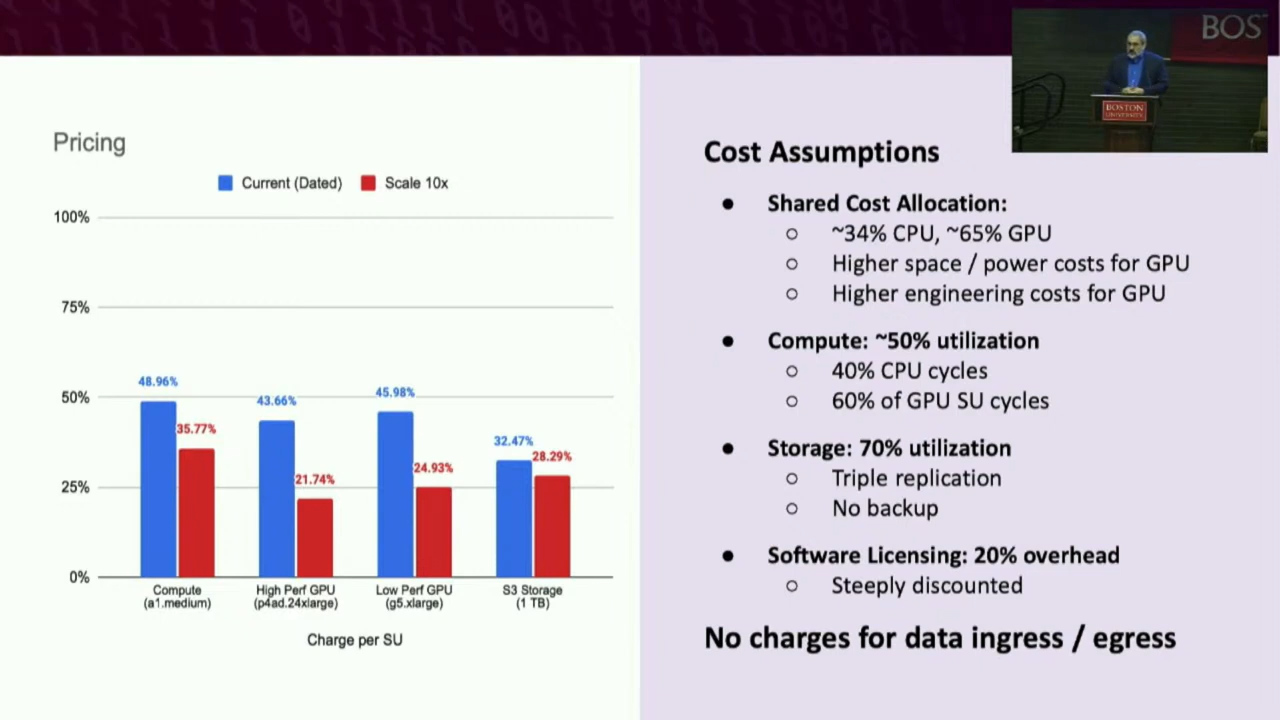 BOS
BOSTON
UNIVERSITY
Pricing
Current (Dated)
Scale 10x
100%
75%
50%
25%
0%
48.96%
35.77%
43.66%
21.74%
45.98%
24.93%
32.47%
28.29%
Compute
(a1.medium)
High Perf GPU
(p4ad.24xlarge)
Low Perf GPU
(g5.xlarge)
S3 Storage
(1 TB)
Charge per SU
Cost Assumptions
● Shared Cost Allocation:
○ ~34% CPU, ~65% GPU
○ Higher space / power costs for GPU
○ Higher engineering costs for GPU
● Compute: ~50% utilization
○ 40% CPU cycles
○ 60% of GPU SU cycles
● Storage: 70% utilization
○ Triple replication
○ No backup
● Software Licensing: 20% overhead
○ Steeply discounted
No charges for data ingress / egress